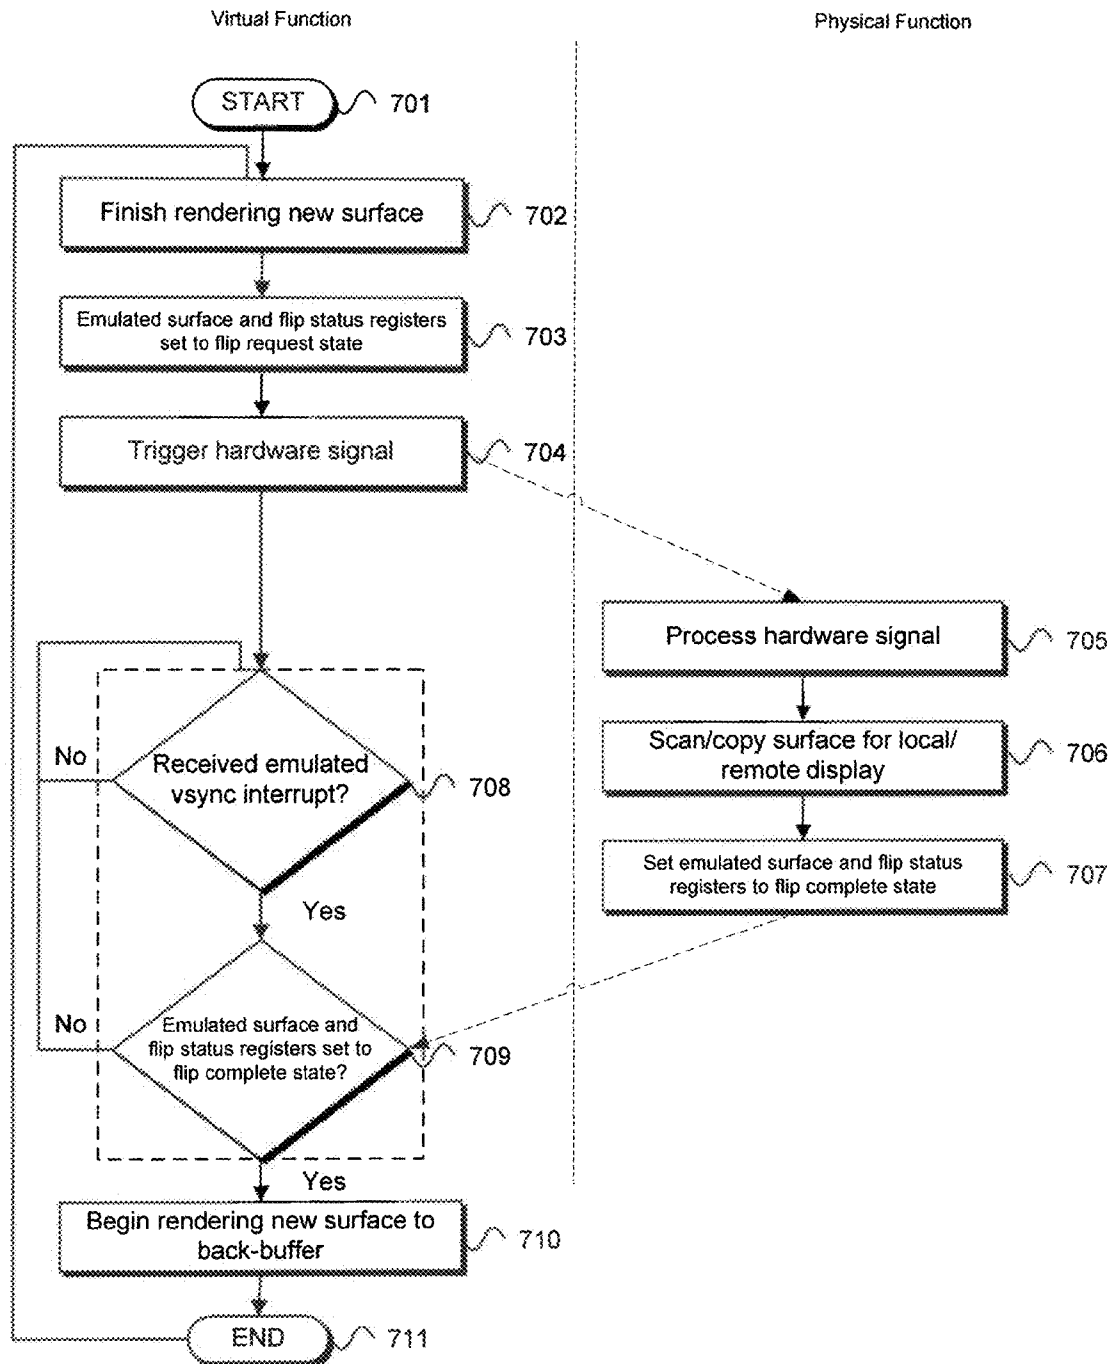 Virtual Function
Physical Function
START
701
Finish rendering new surface
702
Emulated surface and flip status registers
set to flip request state
703
Trigger hardware signal
704
Process hardware signal
705
Scan/copy surface for local/
remote display
706
Set emulated surface and flip status
registers to flip complete state
707
No
Received emulated
vsync interrupt?
708
Yes
No
Emulated surface and
flip status registers set to
flip complete state?
709
Yes
Begin rendering new surface to
back-buffer
710
END
711